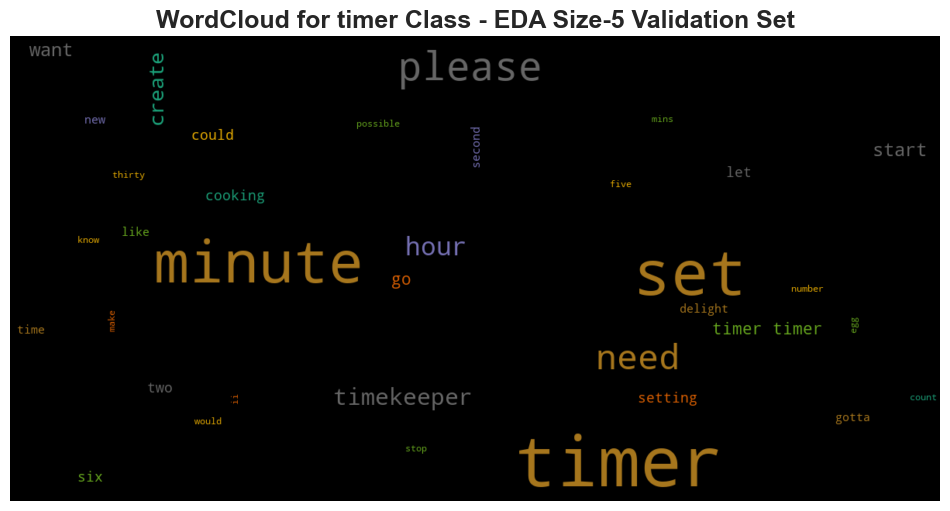 WordCloud for timer Class - EDA Size-5 Validation Set
want
please
create
new
could
possible
second
mins
start
thirty
let
five
cooking
like
know
minute
hour
set
go
number
delight
time
make
timer timer
egg
need
two
timekeeper
ii
setting
count
would
gotta
stop
timer
six